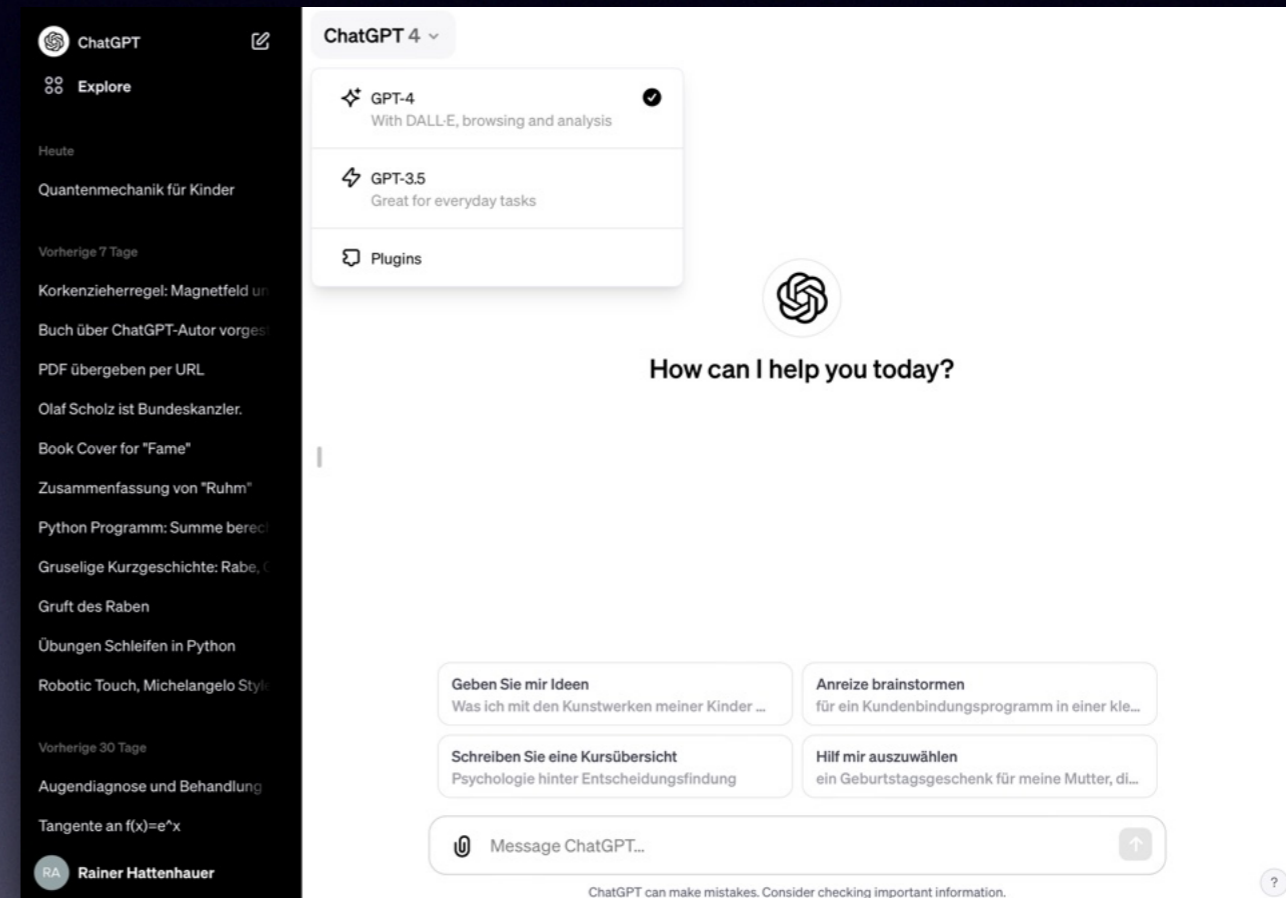 ChatGPT
Explore
Heute
Quantenmechanik für Kinder
Vorherige 7 Tage
Korkenzieherregel: Magnetfeld un
Buch über ChatGPT-Autor vorges
PDF übergeben per URL
Olaf Scholz ist Bundeskanzler.
Book Cover for "Fame"
Zusammenfassung von "Ruhm"
Python Programm: Summe berec
Gruselige Kurzgeschichte: Rabe,
Gruft des Raben
Übungen Schleifen in Python
Robotic Touch, Michelangelo Style
Vorherige 30 Tage
Augendiagnose und Behandlung
Tangente an f(x)=e^x
RA Rainer Hattenhauer
ChatGPT 4
GPT-4
With DALL·E, browsing and analysis
GPT-3.5
Great for everyday tasks
Plugins
How can I help you today?
Geben Sie mir Ideen
Was ich mit den Kunstwerken meiner Kinder ...
Anreize brainstormen
für ein Kundenbindungsprogramm in einer kle...
Schreiben Sie eine Kursübersicht
Psychologie hinter Entscheidungsfindung
Hilf mir auszuwählen
ein Geburtstagsgeschenk für meine Mutter, di...
Message ChatGPT...
ChatGPT can make mistakes. Consider checking important information.
?